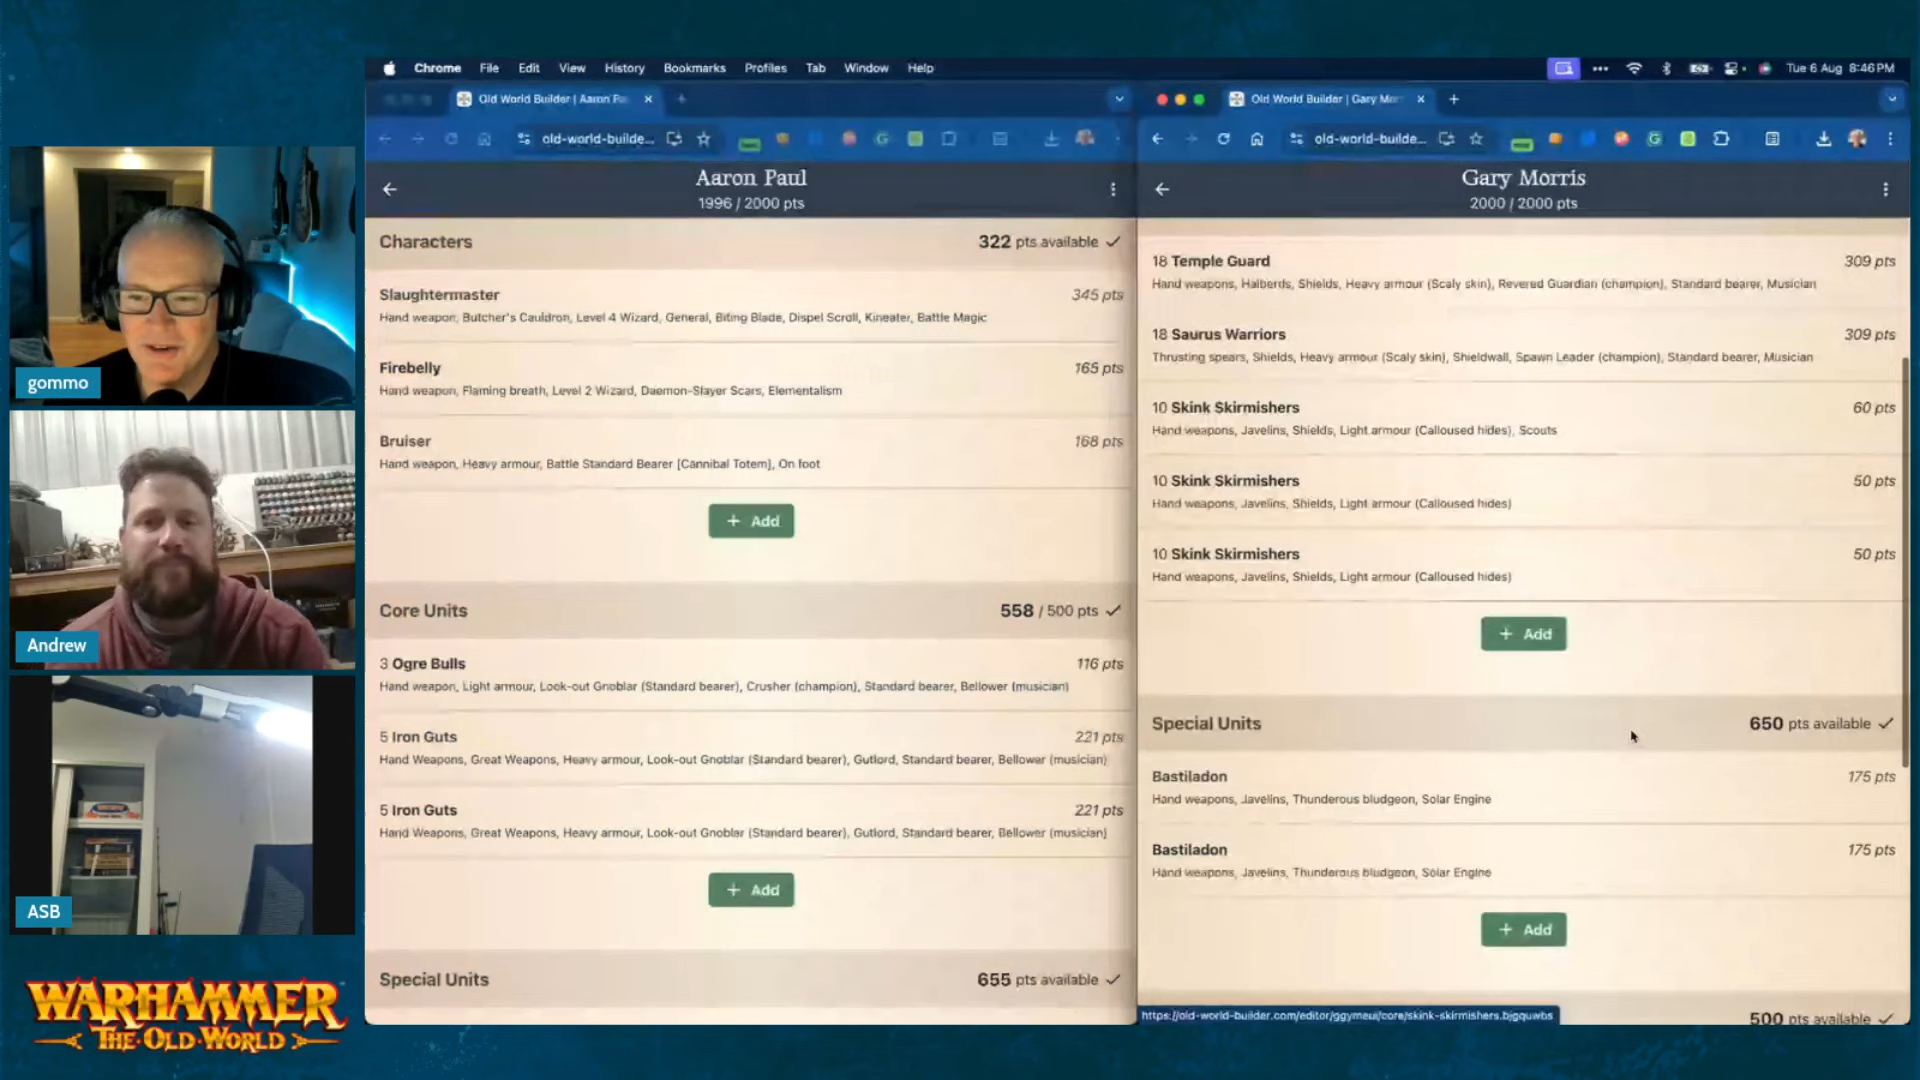 Chrome File Edit View History Bookmarks Profiles Tab Window Help
Tue 6 Aug 8:46PM
Old World Builder | Aaron Pa
old-world-builde...
Aaron Paul
1996 / 2000 pts
Characters 322 pts available
Slaughtermaster 345 pts
Hand weapon, Butcher's Cauldron, Level 4 Wizard, General, Biting Blade, Dispel Scroll, Kineater, Battle Magic
Firebelly 165 pts
Hand weapon, Flaming breath, Level 2 Wizard, Daemon-Slayer Scars, Elementalism
Bruiser 168 pts
Hand weapon, Heavy armour, Battle Standard Bearer [Cannibal Totem], On foot
+ Add
Core Units 558 / 500 pts
3 Ogre Bulls 116 pts
Hand weapon, Light armour, Look-out Gnoblar (Standard bearer), Crusher (champion), Standard bearer, Bellower (musician)
5 Iron Guts 221 pts
Hand Weapons, Great Weapons, Heavy armour, Look-out Gnoblar (Standard bearer), Gutlord, Standard bearer, Bellower (musician)
5 Iron Guts 221 pts
Hand Weapons, Great Weapons, Heavy armour, Look-out Gnoblar (Standard bearer), Gutlord, Standard bearer, Bellower (musician)
+ Add
Special Units 655 pts available
Old World Builder | Gary Mor
old-world-builde...
Gary Morris
2000 / 2000 pts
18 Temple Guard 309 pts
Hand weapons, Halberds, Shields, Heavy armour (Scaly skin), Revered Guardian (champion), Standard bearer, Musician
18 Saurus Warriors 309 pts
Thrusting spears, Shields, Heavy armour (Scaly skin), Shieldwall, Spawn Leader (champion), Standard bearer, Musician
10 Skink Skirmishers 60 pts
Hand weapons, Javelins, Shields, Light armour (Calloused hides), Scouts
10 Skink Skirmishers 50 pts
Hand weapons, Javelins, Shields, Light armour (Calloused hides)
10 Skink Skirmishers 50 pts
Hand weapons, Javelins, Shields, Light armour (Calloused hides)
+ Add
Special Units 650 pts available
Bastiladon 175 pts
Hand weapons, Javelins, Thunderous bludgeon, Solar Engine
Bastiladon 175 pts
Hand weapons, Javelins, Thunderous bludgeon, Solar Engine
+ Add
500 pts available
https://old-world-builder.com/editor/ggymeui/core/skink-skirmishers.bjgquwbs
gommo
Andrew
ASB
WARHAMMER
THE·OLD·WORLD